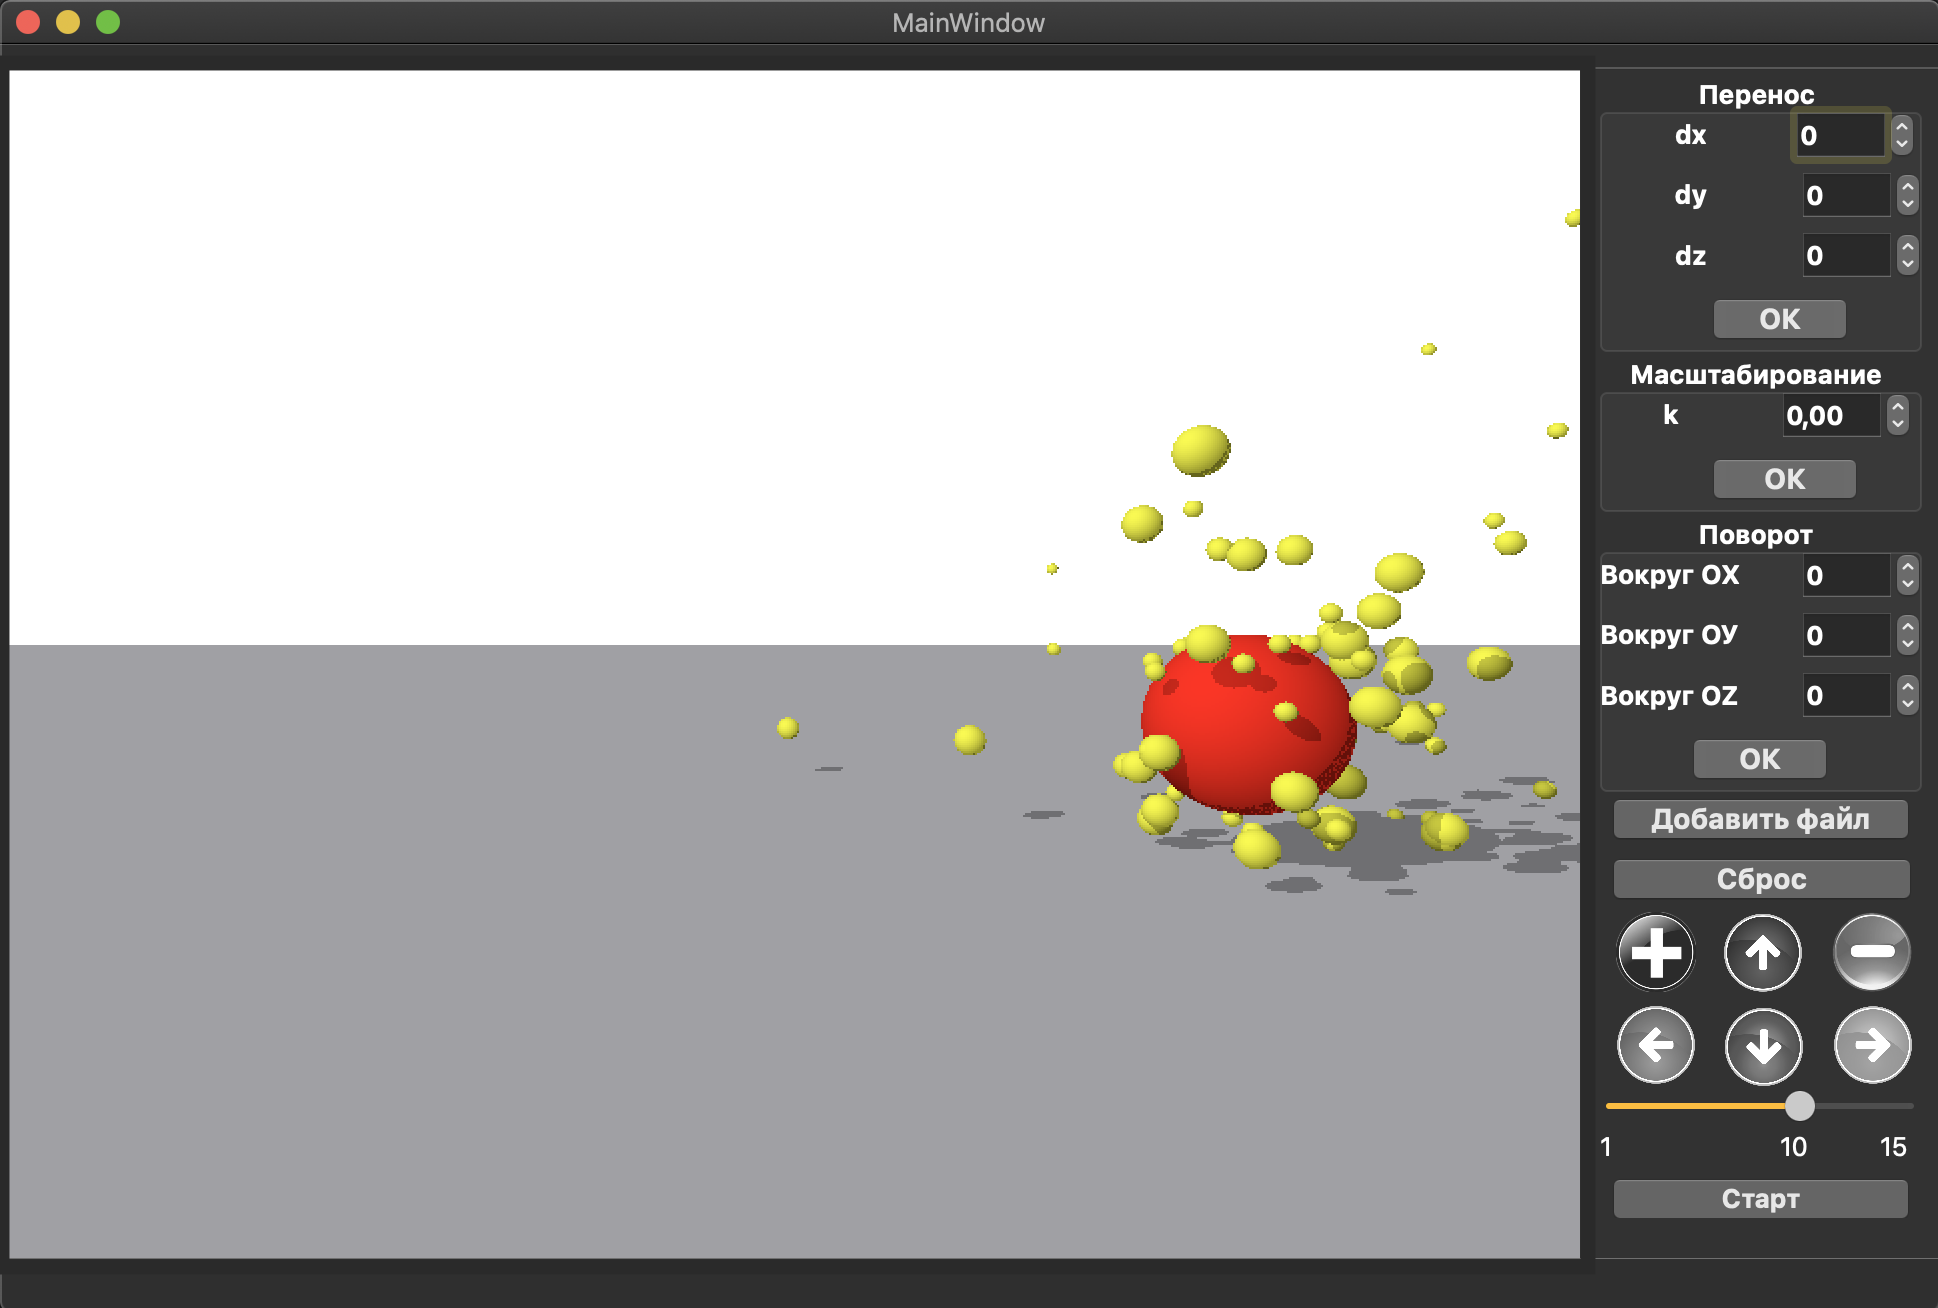 MainWindow
Перенос
dx 0
dy 0
dz 0
OK
Масштабирование
k 0,00
OK
Поворот
Вокруг OX 0
Вокруг ОУ 0
Вокруг OZ 0
OK
Добавить файл
Сброс
1 10 15
Старт